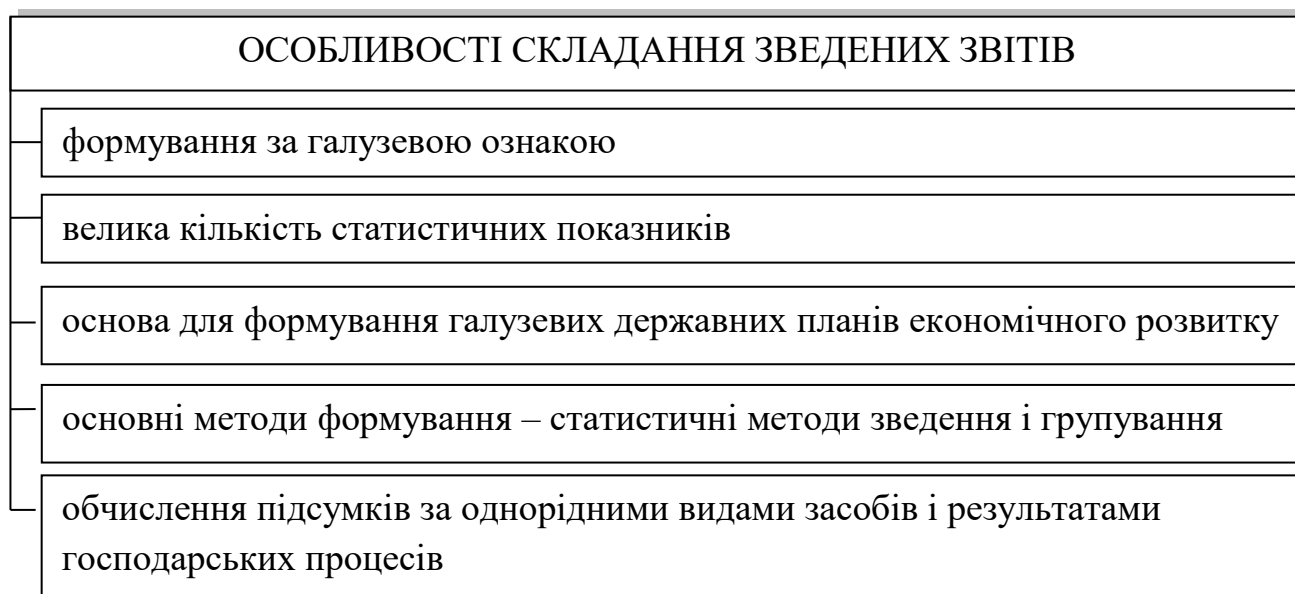 ОСОБЛИВОСТІ СКЛАДАННЯ ЗВЕДЕНИХ ЗВІТІВ
формування за галузевою ознакою
велика кількість статистичних показників
основа для формування галузевих державних планів економічного розвитку
основні методи формування – статистичні методи зведення і групування
обчислення підсумків за однорідними видами засобів і результатами
господарських процесів